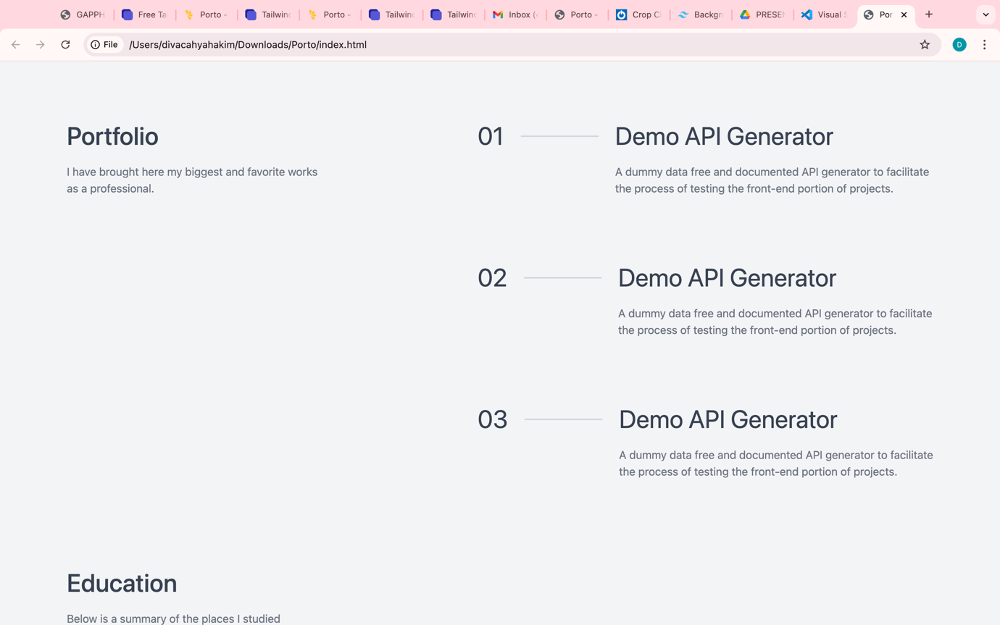 GAPPH
Free Ta
Porto -
Tailwind
Porto -
Tailwind
Tailwind
Inbox (
Porto -
Crop C
Backgr
PRESEN
Visual S
Por
File
/Users/divacahyahakim/Downloads/Porto/index.html
D
Portfolio
I have brought here my biggest and favorite works
as a professional.
01
Demo API Generator
A dummy data free and documented API generator to facilitate
the process of testing the front-end portion of projects.
02
Demo API Generator
A dummy data free and documented API generator to facilitate
the process of testing the front-end portion of projects.
03
Demo API Generator
A dummy data free and documented API generator to facilitate
the process of testing the front-end portion of projects.
Education
Below is a summary of the places I studied